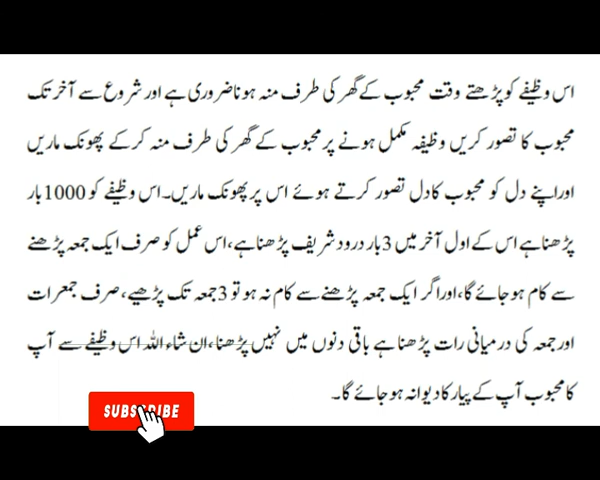 اس وظیفے کو پڑھتے وقت محبوب کے گھر کی طرف منہ ہونا ضروری ہے اور شروع سے آخر تک
محبوب کا تصور کریں وظیفہ مکمل ہونے پر محبوب کے گھر کی طرف منہ کر کے پھونک ماریں
اور اپنے دل کو محبوب کا دل تصور کرتے ہوئے اس پر پھونک ماریں۔ اس وظیفے کو 1000 بار
پڑھنا ہے اس کے اول آخر میں 3 بار درود شریف پڑھنا ہے، اس عمل کو صرف ایک جمعہ پڑھنے
سے کام ہو جائے گا، اور اگر ایک جمعہ پڑھنے سے کام نہ ہو تو 3 جمعہ تک پڑھیے، صرف جمعرات
اور جمعہ کی درمیانی رات پڑھنا ہے باقی دنوں میں نہیں پڑھنا، ان شاء اللہ اس وظیفے سے آپ
کا محبوب آپ کے پیار کا دیوانہ ہو جائے گا۔
SUBSCRIBE